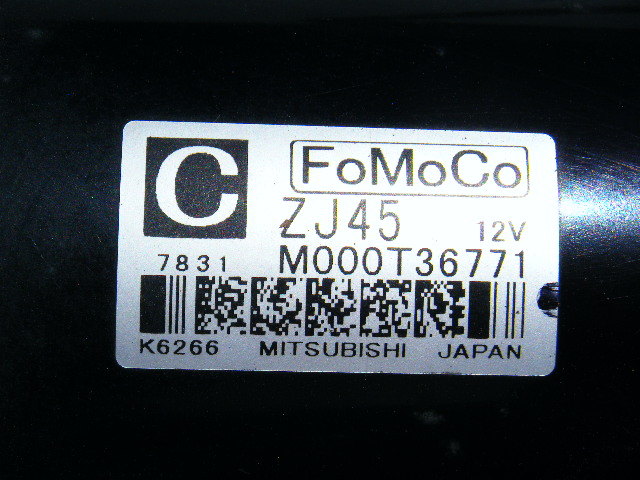 C
FoMoCo
ZJ45 12V
7831 M000T36771
K6266 MITSUBISHI JAPAN